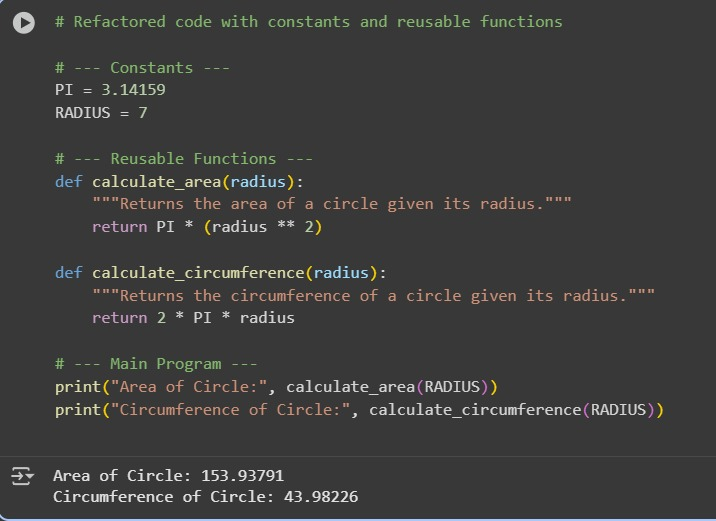 # Refactored code with constants and reusable functions

# --- Constants ---
PI = 3.14159
RADIUS = 7

# --- Reusable Functions ---
def calculate_area(radius):
    """Returns the area of a circle given its radius."""
    return PI * (radius ** 2)

def calculate_circumference(radius):
    """Returns the circumference of a circle given its radius."""
    return 2 * PI * radius

# --- Main Program ---
print("Area of Circle:", calculate_area(RADIUS))
print("Circumference of Circle:", calculate_circumference(RADIUS))

Area of Circle: 153.93791
Circumference of Circle: 43.98226